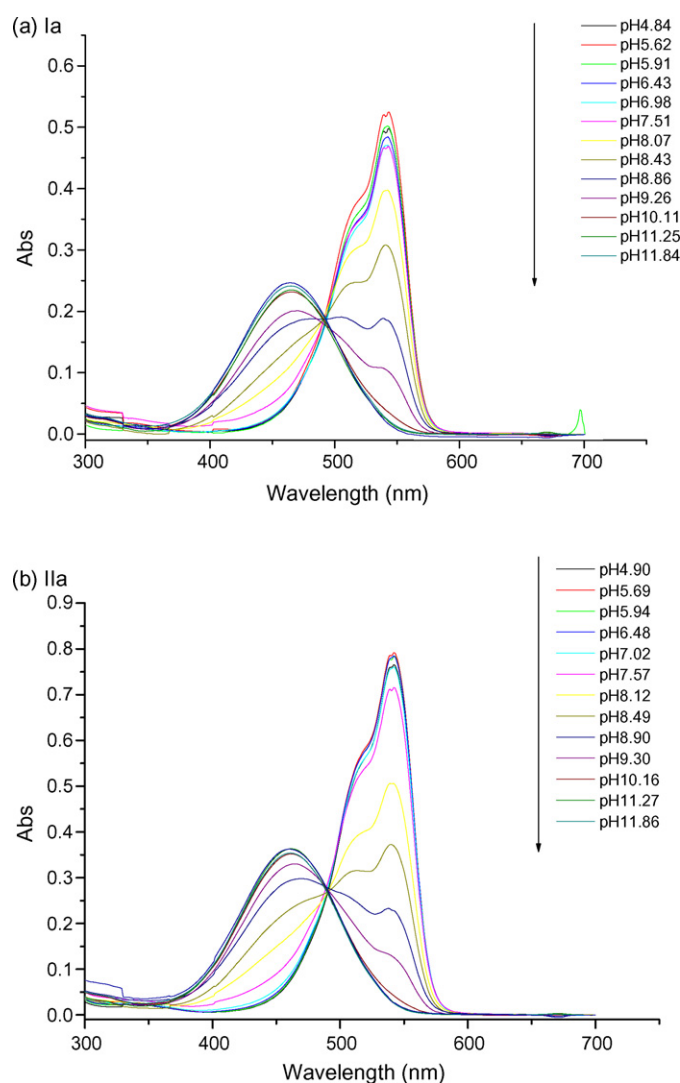 (a) Ia
pH4.84
pH5.62
pH5.91
pH6.43
pH6.98
pH7.51
pH8.07
pH8.43
pH8.86
pH9.26
pH10.11
pH11.25
pH11.84
0.6
0.5
0.4
0.3
0.2
0.1
0.0
Abs
300
400
500
600
700
Wavelength (nm)
(b) IIa
pH4.90
pH5.69
pH5.94
pH6.48
pH7.02
pH7.57
pH8.12
pH8.49
pH8.90
pH9.30
pH10.16
pH11.27
pH11.86
0.9
0.8
0.7
0.6
0.5
0.4
0.3
0.2
0.1
0.0
Abs
300
400
500
600
700
Wavelength (nm)